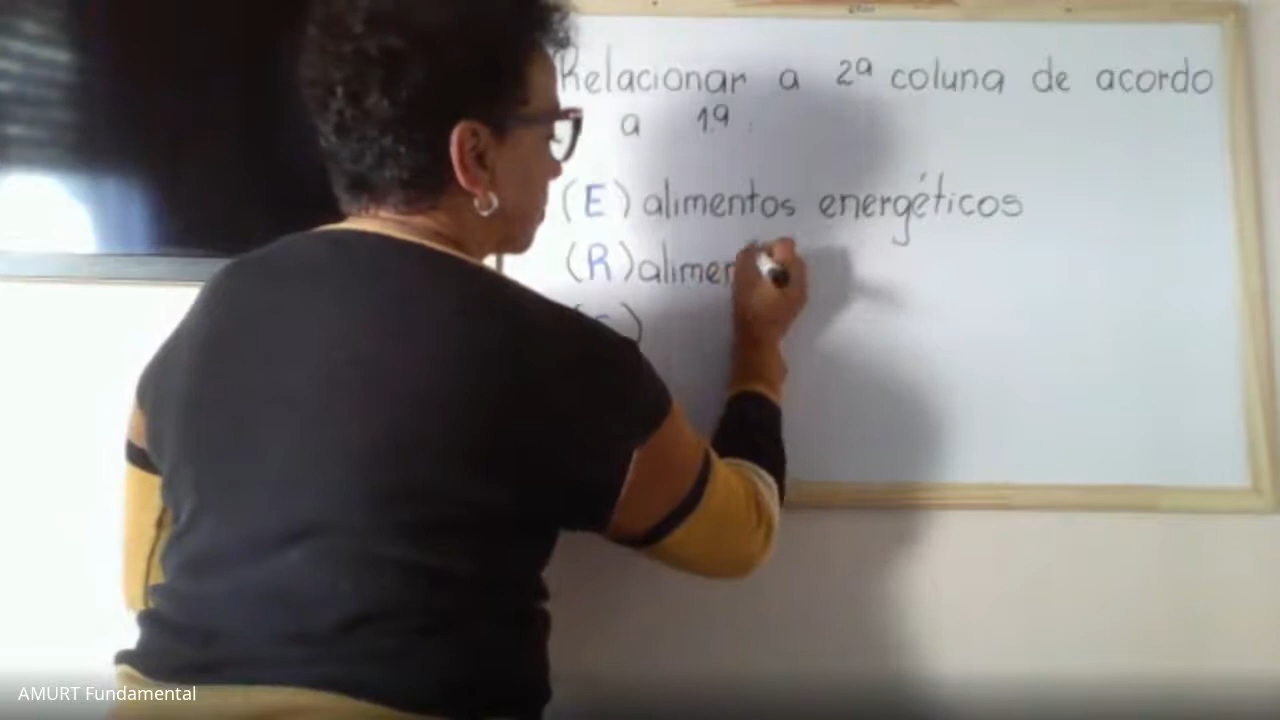 Relacionar a 2ª coluna de acordo
a 1ª.
(E) alimentos energéticos
(R) alimen
( )
AMURT Fundamental